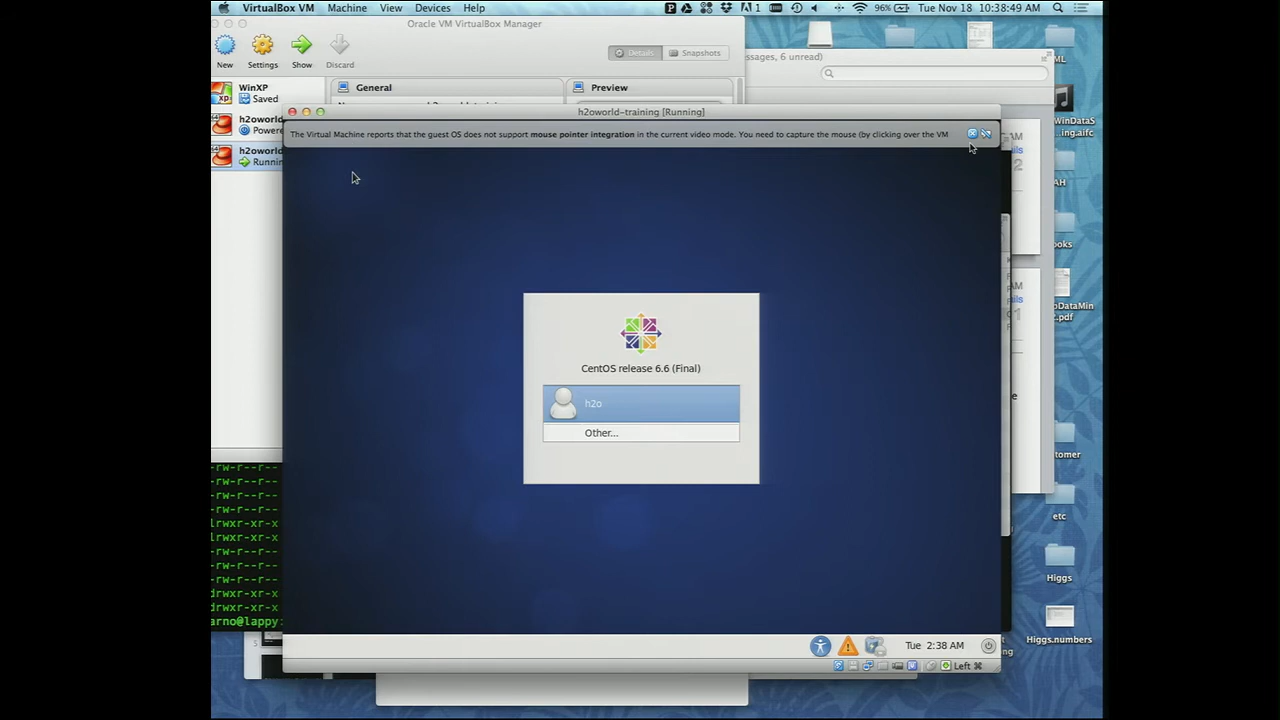 VirtualBox VM Machine View Devices Help 1 96% Tue Nov 18 10:38:49 AM
Oracle VM VirtualBox Manager
New Settings Show Discard Details Snapshots
ssages, 6 unread)
ML
WinXP
Saved
General Preview
h2oworld
Powere
h2oworld
Runnin
h2oworld-training [Running]
The Virtual Machine reports that the guest OS does not support mouse pointer integration in the current video mode. You need to capture the mouse (by clicking over the VM
WinDataS
...ing.aifc
AH
ooks
CentOS release 6.6 (Final)
h2o
Other...
oDataMin
2.pdf
tomer
etc
Higgs
Higgs.numbers
-rw-r--r--
-rw-r--r--
-rw-r--r--
-rw-r--r--
lrwxr-xr-x
lrwxr-xr-x
-rw-r--r--
-rw-r--r--
-rw-r--r--
drwxr-xr-x
drwxr-xr-x
arno@lappy:
Tue 2:38 AM
Left ⌘